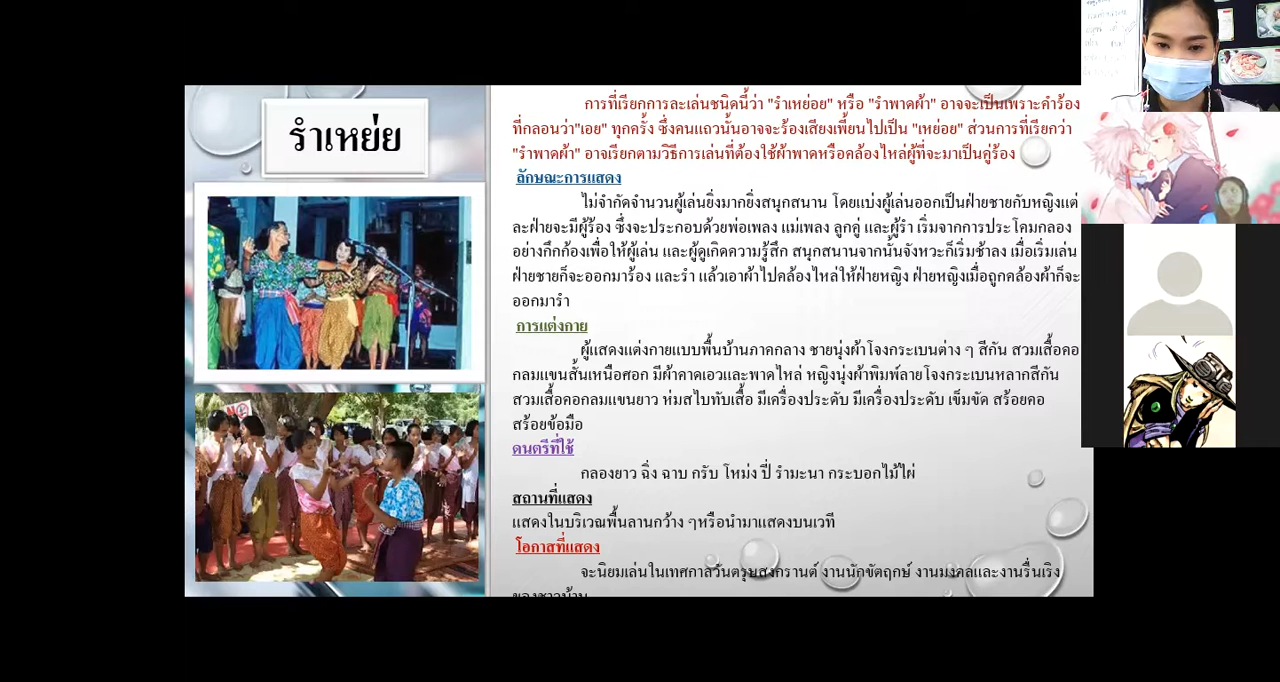 รำเหย่ย
การที่เรียกการละเล่นชนิดนี้ว่า "รำเหย่อย" หรือ "รำพาดผ้า" อาจจะเป็นเพราะคำร้อง
ที่กลอนว่า"เอย" ทุกครั้ง ซึ่งคนแถวนั้นอาจจะร้องเสียงเพี้ยนไปเป็น "เหย่อย" ส่วนการที่เรียกว่า
"รำพาดผ้า" อาจเรียกตามวิธีการเล่นที่ต้องใช้ผ้าพาดหรือคล้องไหล่ผู้ที่จะมาเป็นคู่ร้อง
ลักษณะการแสดง
ไม่จำกัดจำนวนผู้เล่นยิ่งมากยิ่งสนุกสนาน โดยแบ่งผู้เล่นออกเป็นฝ่ายชายกับหญิงแต่
ละฝ่ายจะมีผู้ร้อง ซึ่งจะประกอบด้วยพ่อเพลง แม่เพลง ลูกคู่ และผู้รำ เริ่มจากการประโคมกลอง
อย่างกึกก้องเพื่อให้ผู้เล่น และผู้ดูเกิดความรู้สึก สนุกสนานจากนั้นจังหวะก็เริ่มช้าลง เมื่อเริ่มเล่น
ฝ่ายชายก็จะออกมาร้อง และรำ แล้วเอาผ้าไปคล้องไหล่ให้ฝ่ายหญิง ฝ่ายหญิงเมื่อถูกคล้องผ้าก็จะ
ออกมารำ
การแต่งกาย
ผู้แสดงแต่งกายแบบพื้นบ้านภาคกลาง ชายนุ่งผ้าโจงกระเบนต่าง ๆ สีกัน สวมเสื้อคอ
กลมแขนสั้นเหนือศอก มีผ้าคาดเอวและพาดไหล่ หญิงนุ่งผ้าพิมพ์ลายโจงกระเบนหลากสีกัน
สวมเสื้อคอกลมแขนยาว ห่มสไบทับเสื้อ มีเครื่องประดับ มีเครื่องประดับ เข็มขัด สร้อยคอ
สร้อยข้อมือ
ดนตรีที่ใช้
กลองยาว ฉิ่ง ฉาบ กรับ โหม่ง ปี่ รำมะนา กระบอกไม้ไผ่
สถานที่แสดง
แสดงในบริเวณพื้นลานกว้าง ๆหรือนำมาแสดงบนเวที
โอกาสที่แสดง
จะนิยมเล่นในเทศกาลวันตรุษสงกรานต์ งานนักขัตฤกษ์ งานมงคลและงานรื่นเริง
ของชาวบ้าน